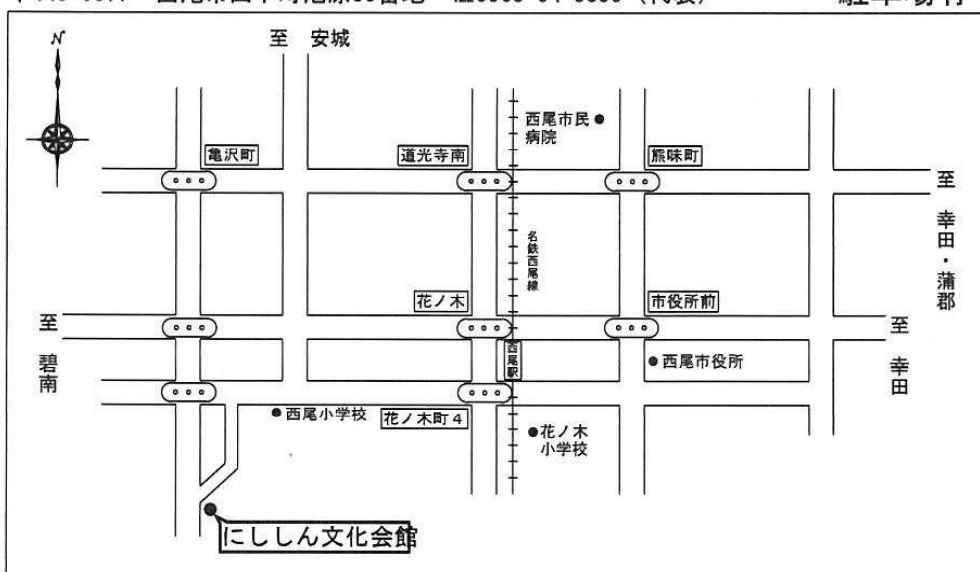 N
至 安城
西尾市民
病院
亀沢町
道光寺南
熊味町
至 幸田・蒲郡
名鉄西尾線
花ノ木
市役所前
至 碧南
至 幸田
西尾駅
西尾市役所
西尾小学校
花ノ木町4
花ノ木
小学校
にししん文化会館